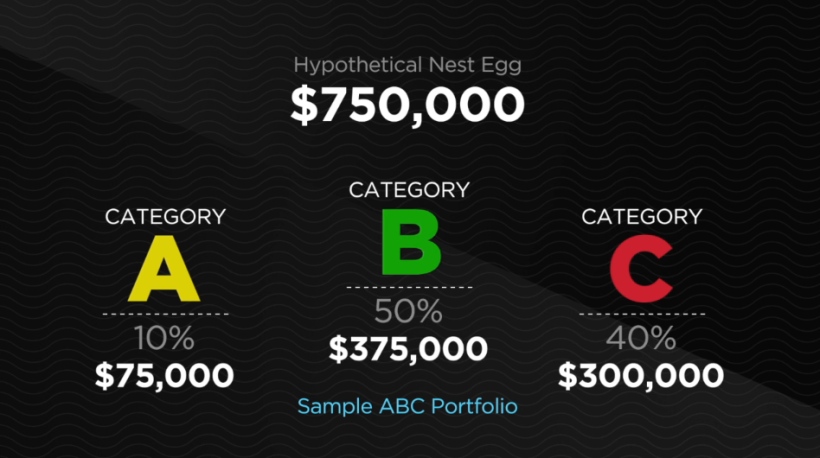 Hypothetical Nest Egg
$750,000
CATEGORY
A
10%
$75,000
CATEGORY
B
50%
$375,000
CATEGORY
C
40%
$300,000
Sample ABC Portfolio